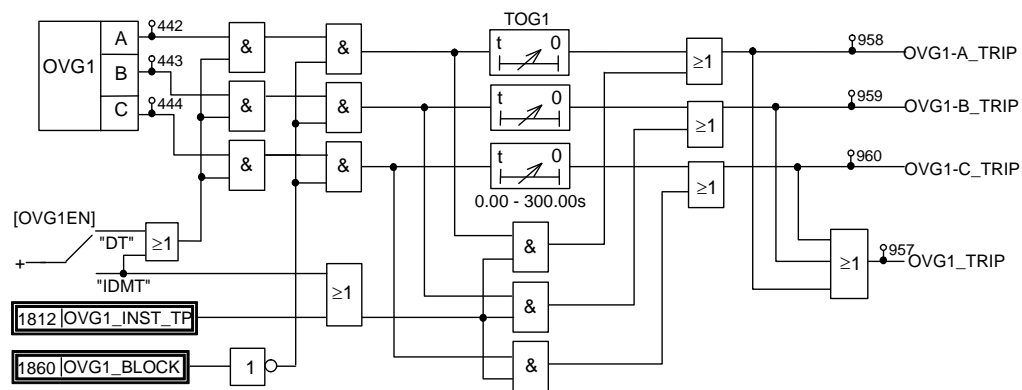 TOG1
442
A
&
&
t 0
≥1
958
OVG1-A_TRIP
OVG1
443
B
&
&
t 0
≥1
959
OVG1-B_TRIP
444
C
&
&
t 0
≥1
960
OVG1-C_TRIP
0.00 - 300.00s
[OVG1EN]
"DT"
≥1
+
"IDMT"
&
≥1
957
OVG1_TRIP
≥1
&
1812 OVG1_INST_TP
1860 OVG1_BLOCK
1
&